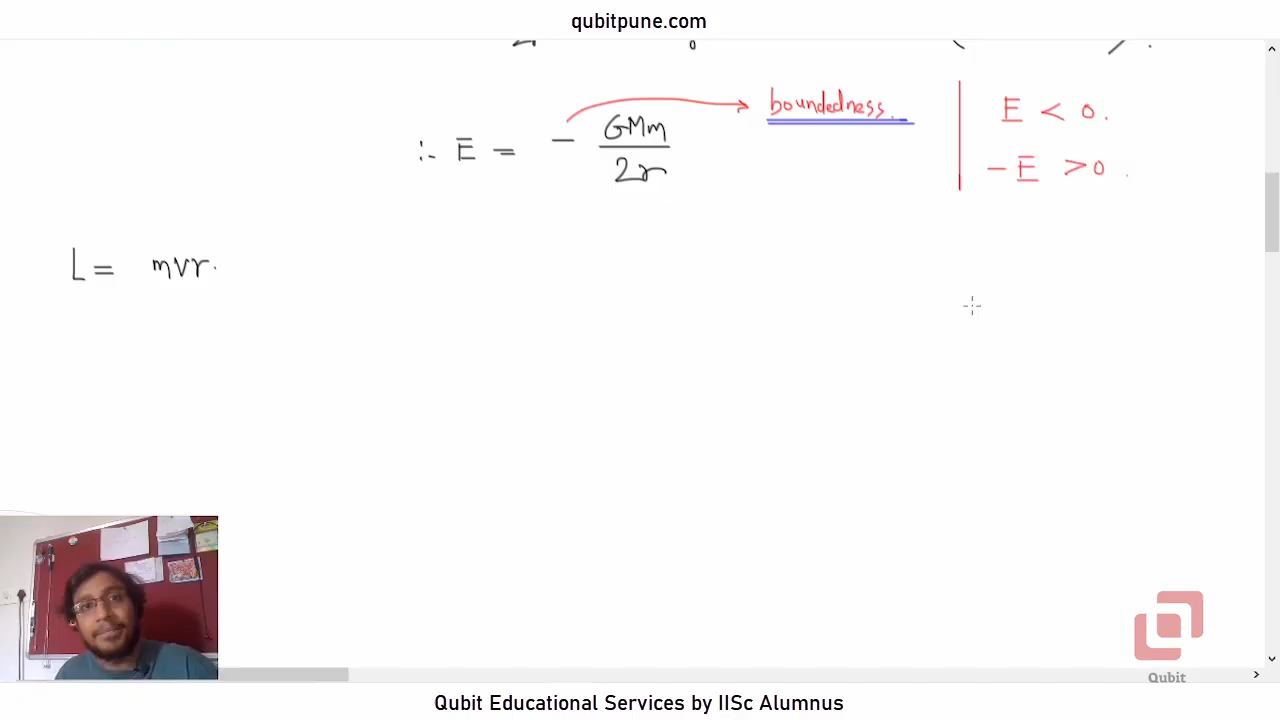 qubitpune.com
boundedness.
E < 0.
∴ E = - GMm / 2r
-E > 0.
L = mvr.
Qubit
Qubit Educational Services by IISc Alumnus